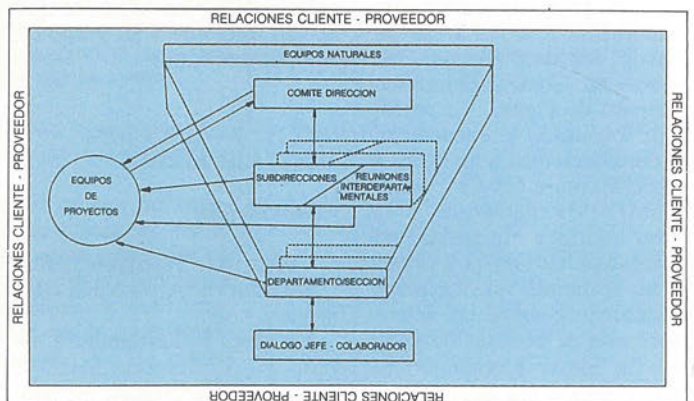 RELACIONES CLIENTE - PROVEEDOR
EQUIPOS NATURALES
COMITE DIRECCION
RELACIONES CLIENTE - PROVEEDOR
RELACIONES CLIENTE - PROVEEDOR
EQUIPOS
DE
PROYECTOS
SUBDIRECCIONES
REUNIONES
INTERDEPARTA-
MENTALES
DEPARTAMENTO/SECCION
DIALOGO JEFE - COLABORADOR
RELACIONES CLIENTE - PROVEEDOR